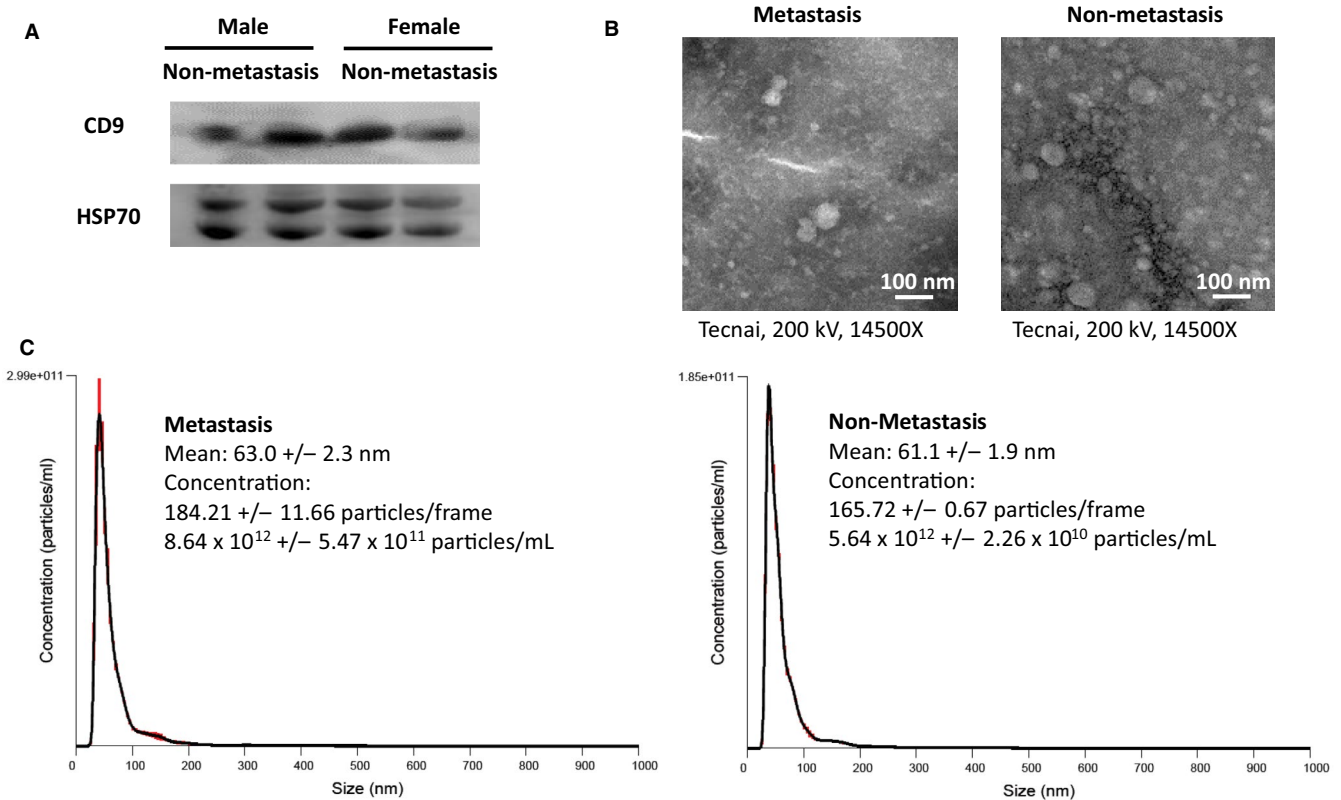 A
Male
Female
Non-metastasis
Non-metastasis
CD9
HSP70
B
Metastasis
Non-metastasis
100 nm
100 nm
Tecnai, 200 kV, 14500X
Tecnai, 200 kV, 14500X
C
2.99e+011
Concentration (particles/ml)
Metastasis
Mean: 63.0 +/– 2.3 nm
Concentration:
184.21 +/– 11.66 particles/frame
8.64 x 10¹² +/– 5.47 x 10¹¹ particles/mL
0 100 200 300 400 500 600 700 800 900 1000
Size (nm)
1.85e+011
Concentration (particles/ml)
Non-Metastasis
Mean: 61.1 +/– 1.9 nm
Concentration:
165.72 +/– 0.67 particles/frame
5.64 x 10¹² +/– 2.26 x 10¹⁰ particles/mL
0 100 200 300 400 500 600 700 800 900 1000
Size (nm)